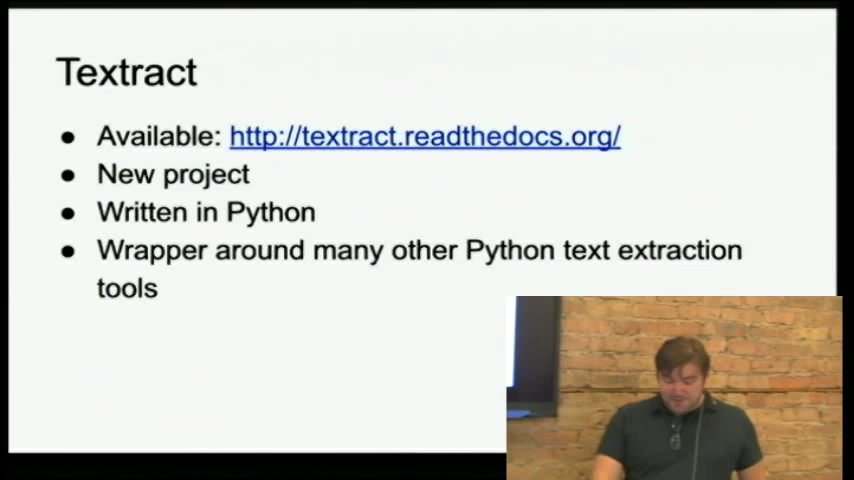 Textract
● Available: http://textract.readthedocs.org/
● New project
● Written in Python
● Wrapper around many other Python text extraction
tools